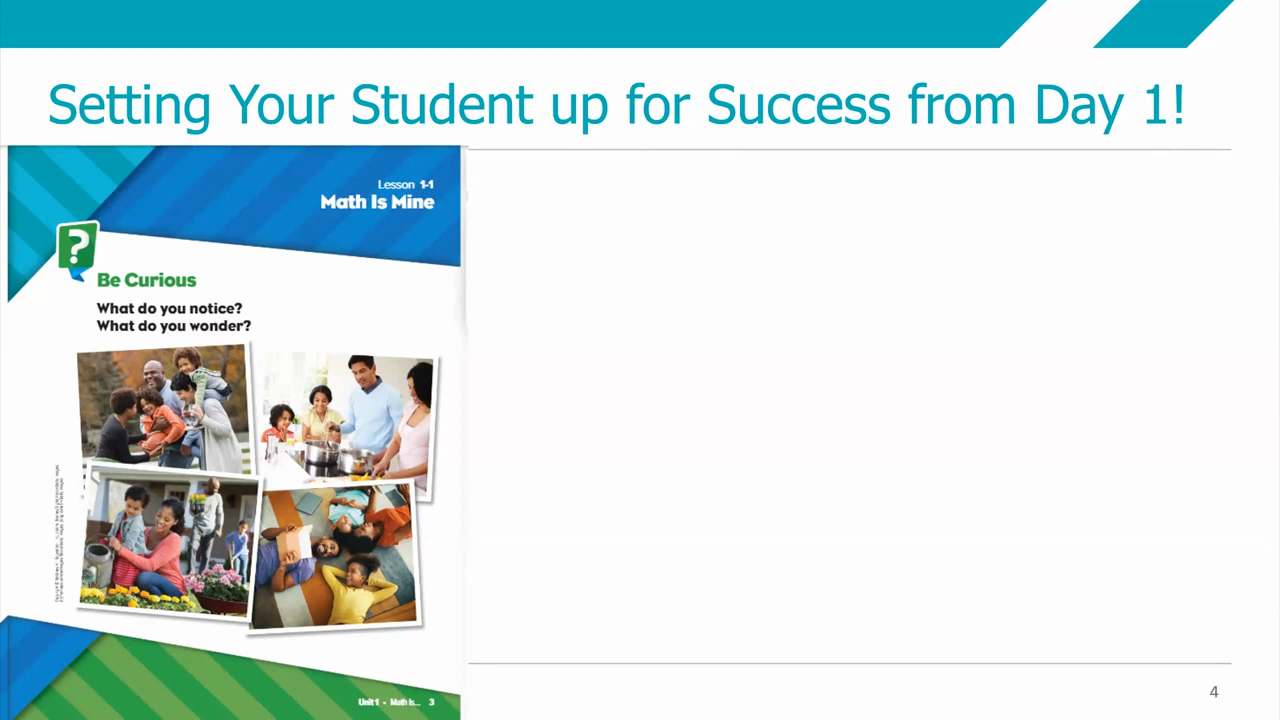 Setting Your Student up for Success from Day 1!
Lesson 1-1
Math Is Mine
?
Be Curious
What do you notice?
What do you wonder?
Unit 1 • Math Is... 3
4